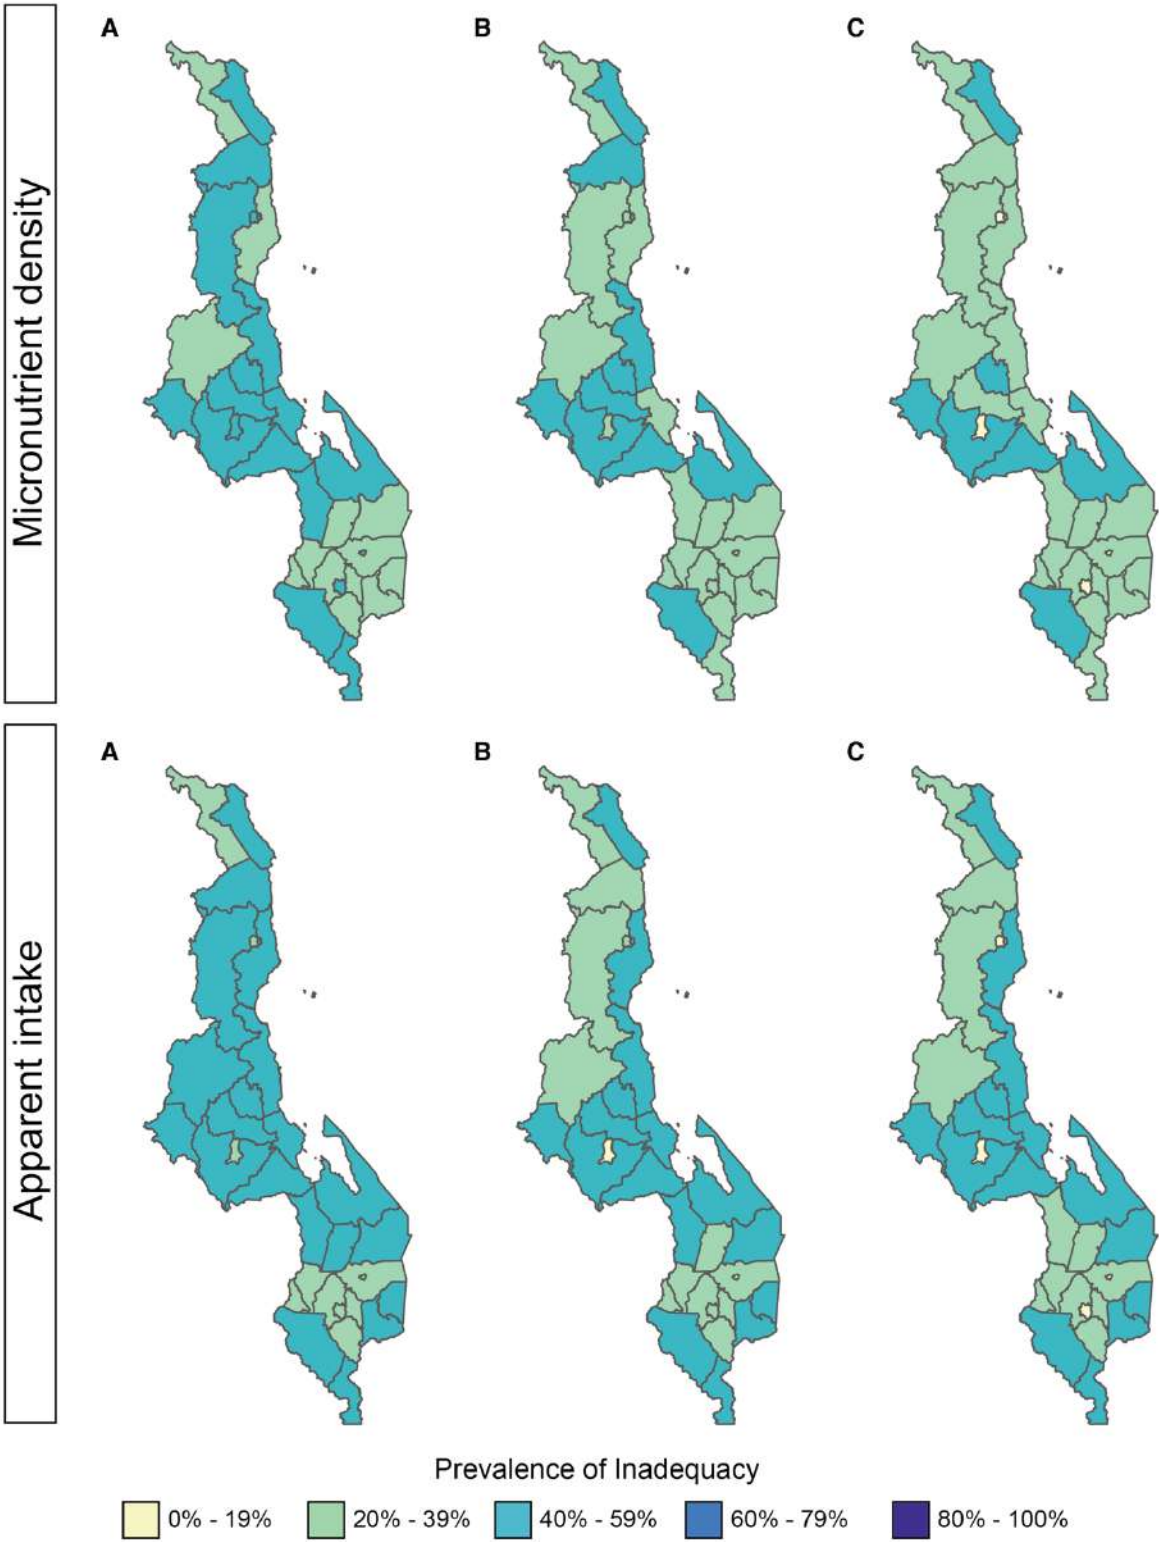 Micronutrient density
A
B
C
Apparent intake
A
B
C
Prevalence of Inadequacy
0% - 19%
20% - 39%
40% - 59%
60% - 79%
80% - 100%